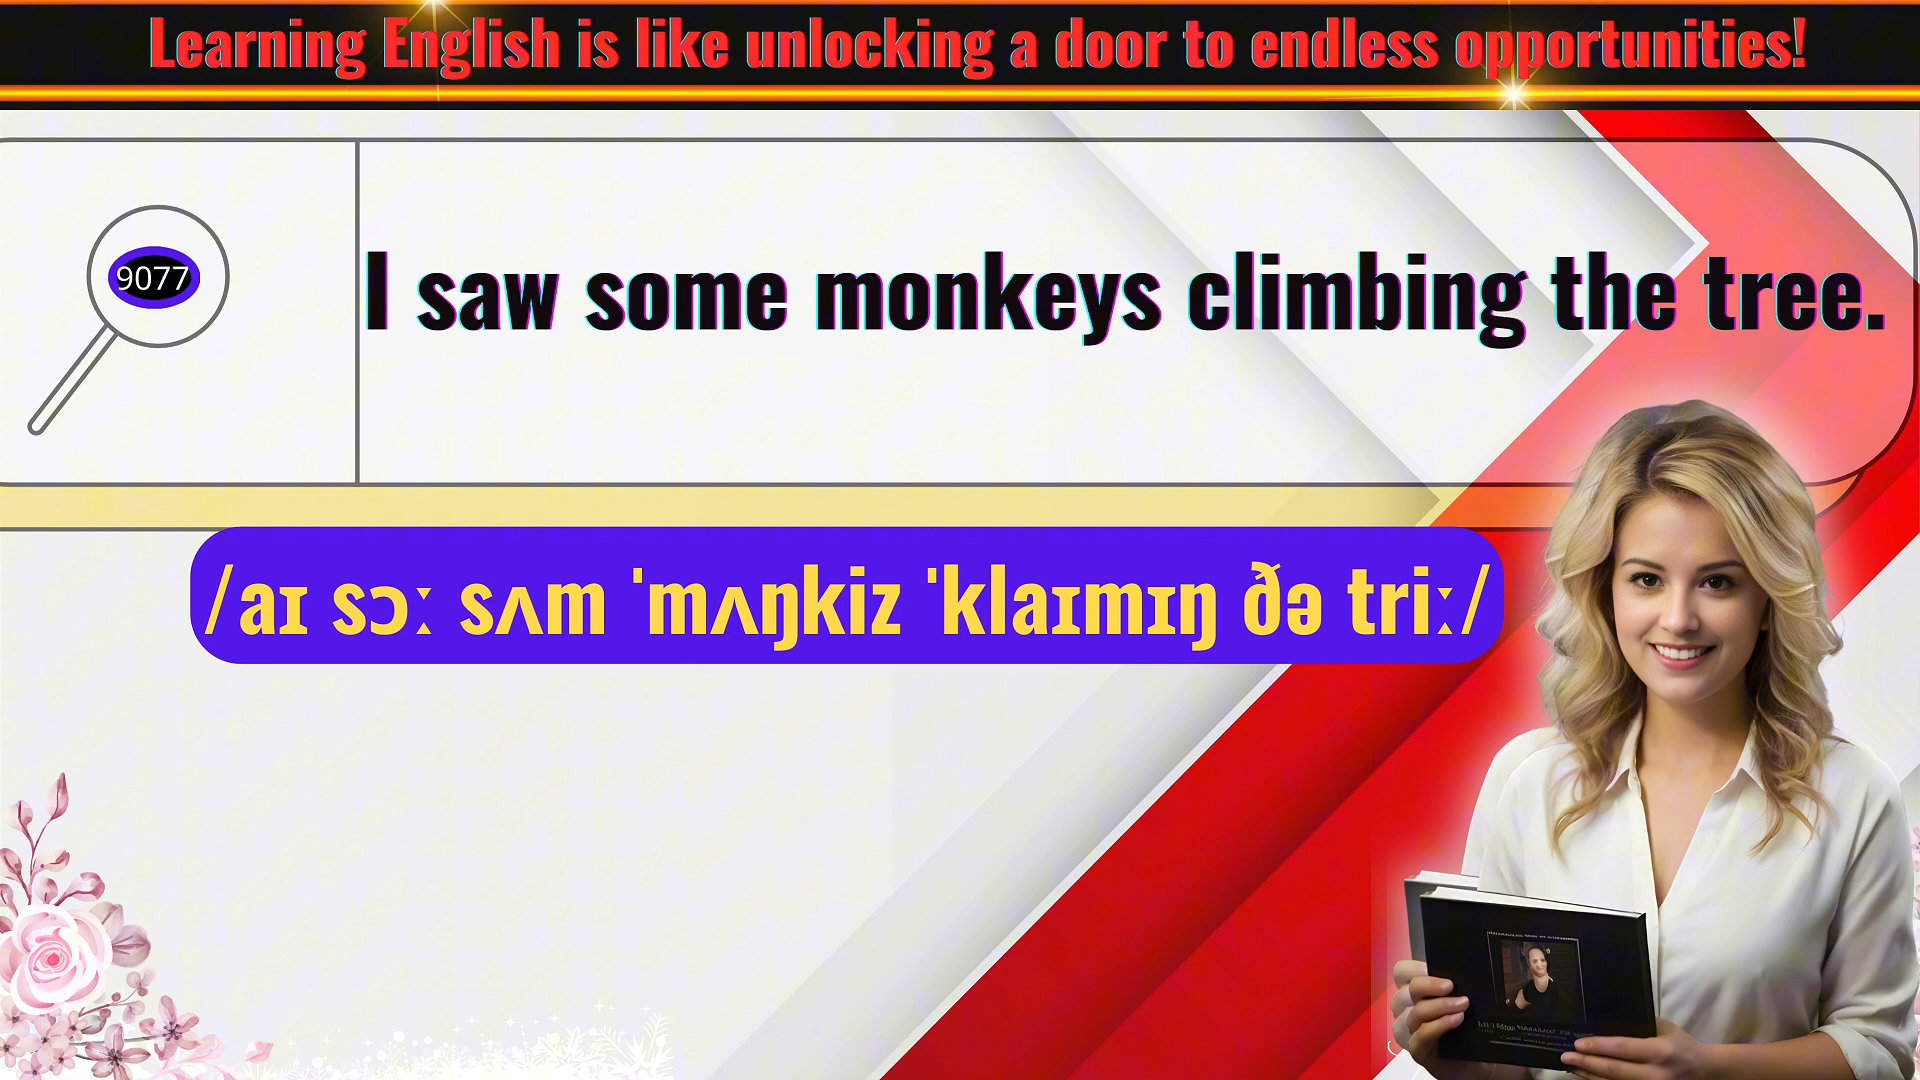 Learning English is like unlocking a door to endless opportunities!
9077
I saw some monkeys climbing the tree.
/aɪ sɔː sʌm ˈmʌŋkiz ˈklaɪmɪŋ ðə triː/